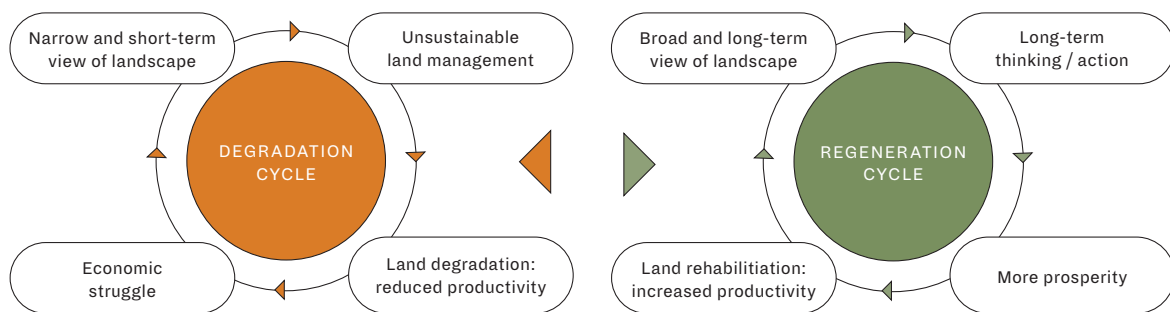 Narrow and short-term
view of landscape
Unsustainable
land management
DEGRADATION
CYCLE
Economic
struggle
Land degradation:
reduced productivity
Broad and long-term
view of landscape
Long-term
thinking / action
REGENERATION
CYCLE
Land rehabilitiation:
increased productivity
More prosperity